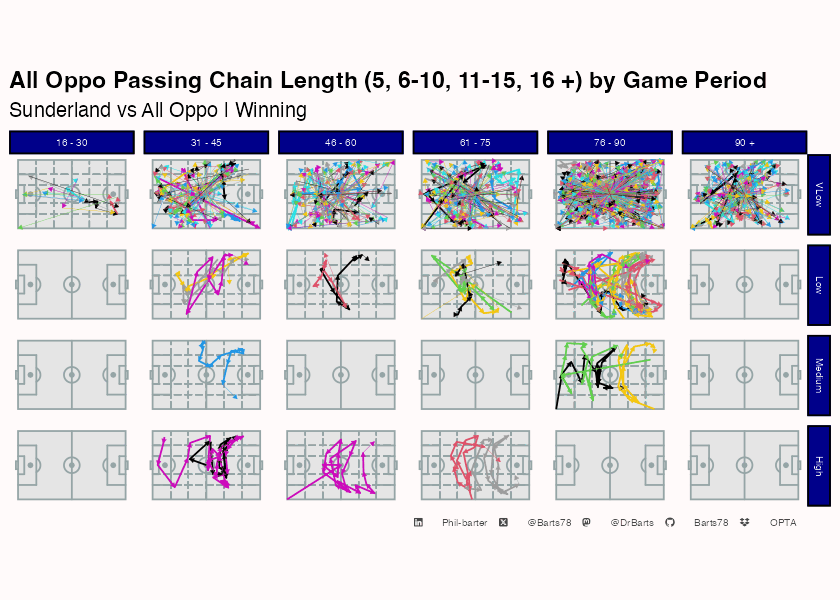 All Oppo Passing Chain Length (5, 6-10, 11-15, 16 +) by Game Period
Sunderland vs All Oppo I Winning
16 - 30 31 - 45 46 - 60 61 - 75 76 - 90 90 +
VLow
Low
Medium
High
Phil-barter @Barts78 @DrBarts Barts78 OPTA